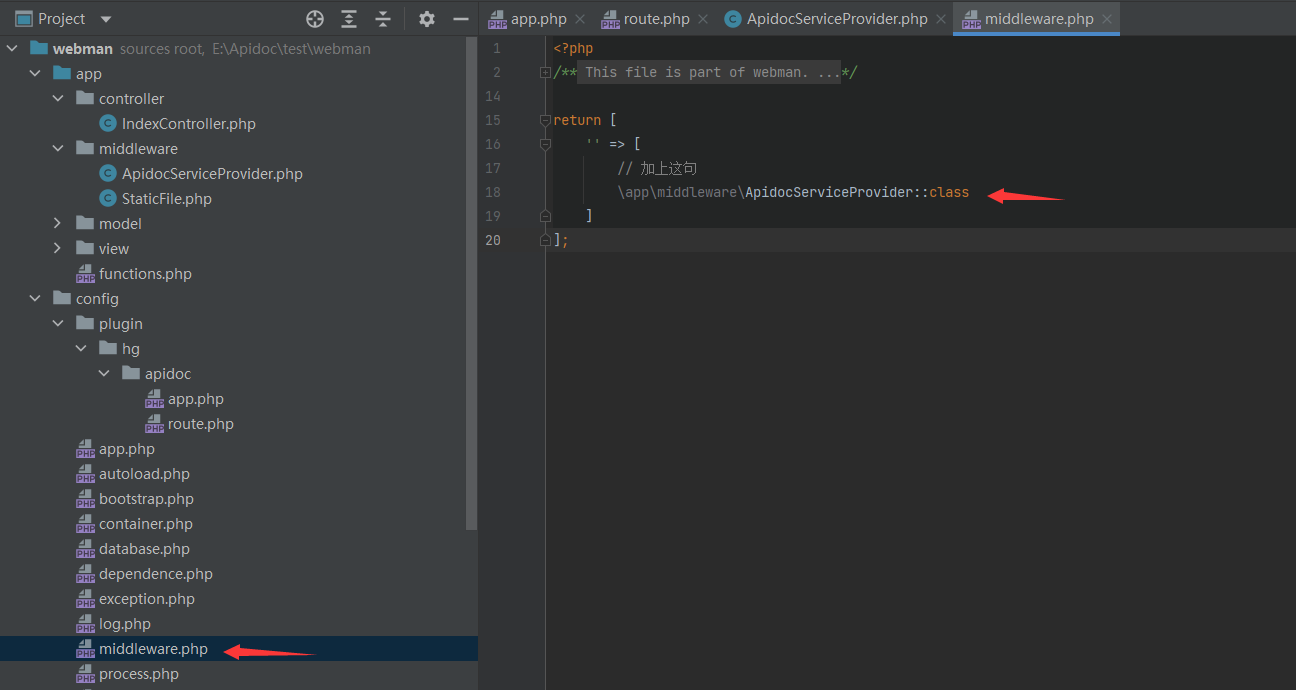 Project
webman sources root, E:\Apidoc\test\webman
app
controller
IndexController.php
middleware
ApidocServiceProvider.php
StaticFile.php
model
view
functions.php
config
plugin
hg
apidoc
app.php
route.php
app.php
autoload.php
bootstrap.php
container.php
database.php
dependence.php
exception.php
log.php
middleware.php
process.php
app.php route.php ApidocServiceProvider.php middleware.php
1 <?php
2 /** This file is part of webman. ...*/
14
15 return [
16 '' => [
17 // 加上这句
18 \app\middleware\ApidocServiceProvider::class
19 ]
20 ];